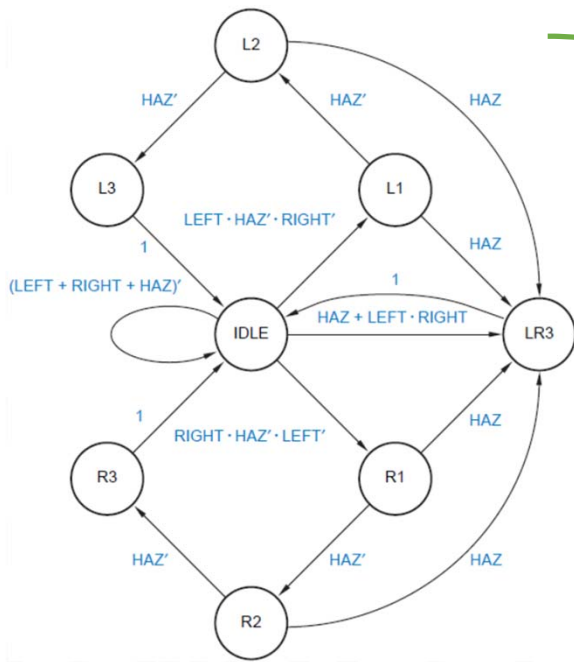 L2
HAZ′
HAZ′
HAZ
L3
L1
LEFT · HAZ′ · RIGHT′
1
HAZ
(LEFT + RIGHT + HAZ)′
1
IDLE
HAZ + LEFT · RIGHT
LR3
1
RIGHT · HAZ′ · LEFT′
HAZ
R3
R1
HAZ′
HAZ′
HAZ
R2